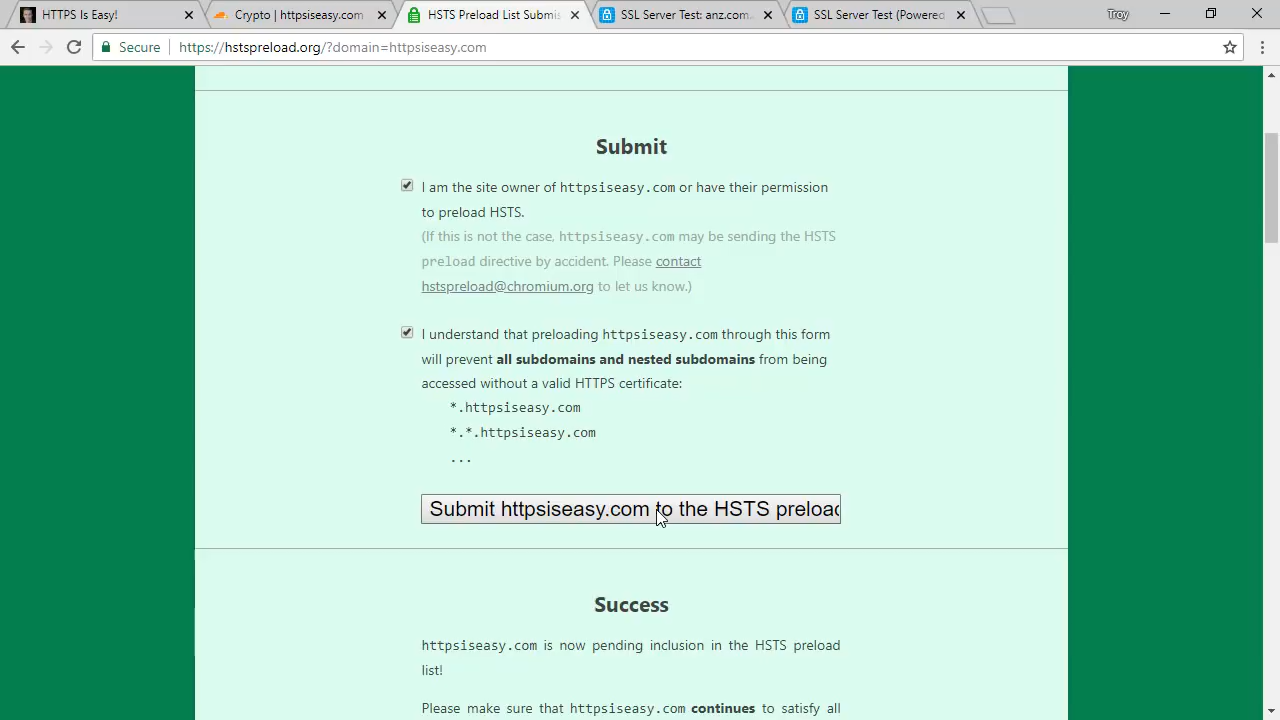 HTTPS Is Easy!
Crypto | httpsiseasy.com
HSTS Preload List Submis
SSL Server Test: anz.com.
SSL Server Test (Powered
Troy
Secure
https://hstspreload.org/?domain=httpsiseasy.com
Submit
I am the site owner of httpsiseasy.com or have their permission
to preload HSTS.
(If this is not the case, httpsiseasy.com may be sending the HSTS
preload directive by accident. Please contact
hstspreload@chromium.org to let us know.)
I understand that preloading httpsiseasy.com through this form
will prevent all subdomains and nested subdomains from being
accessed without a valid HTTPS certificate:
*.httpsiseasy.com
*.*.httpsiseasy.com
...
Submit httpsiseasy.com to the HSTS preload
Success
httpsiseasy.com is now pending inclusion in the HSTS preload
list!
Please make sure that httpsiseasy.com continues to satisfy all